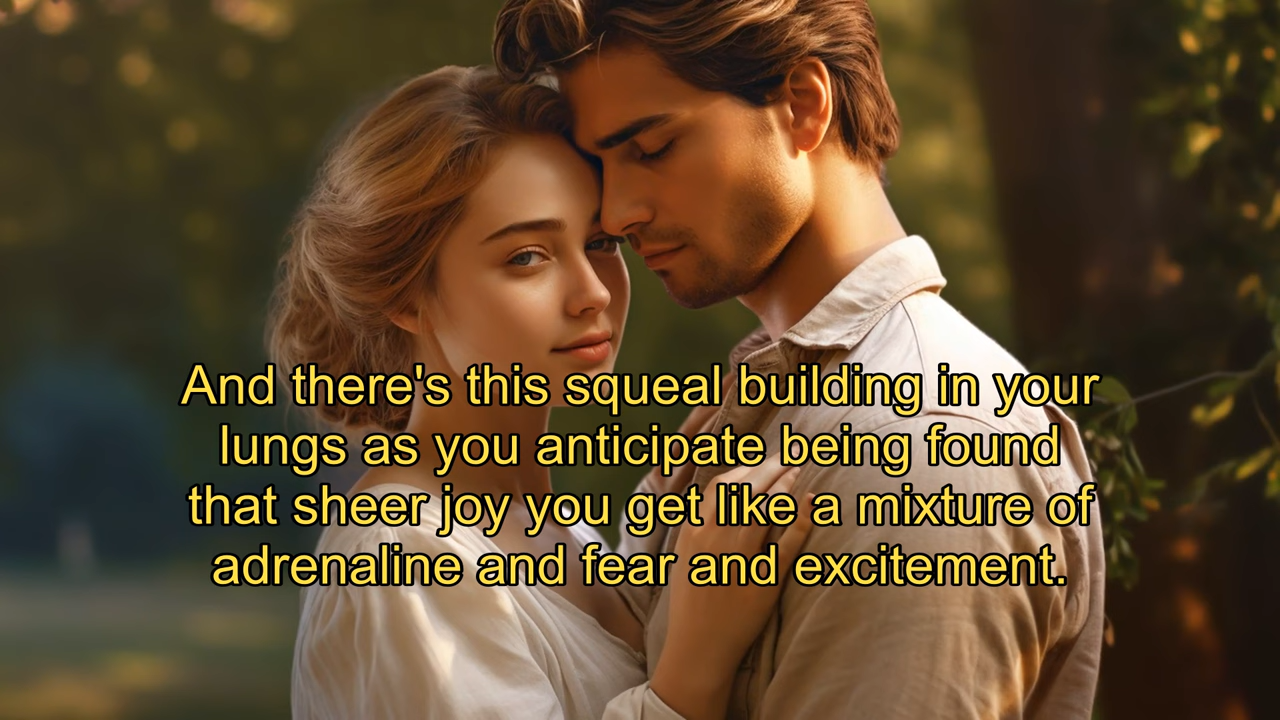 And there's this squeal building in your
lungs as you anticipate being found
that sheer joy you get like a mixture of
adrenaline and fear and excitement.